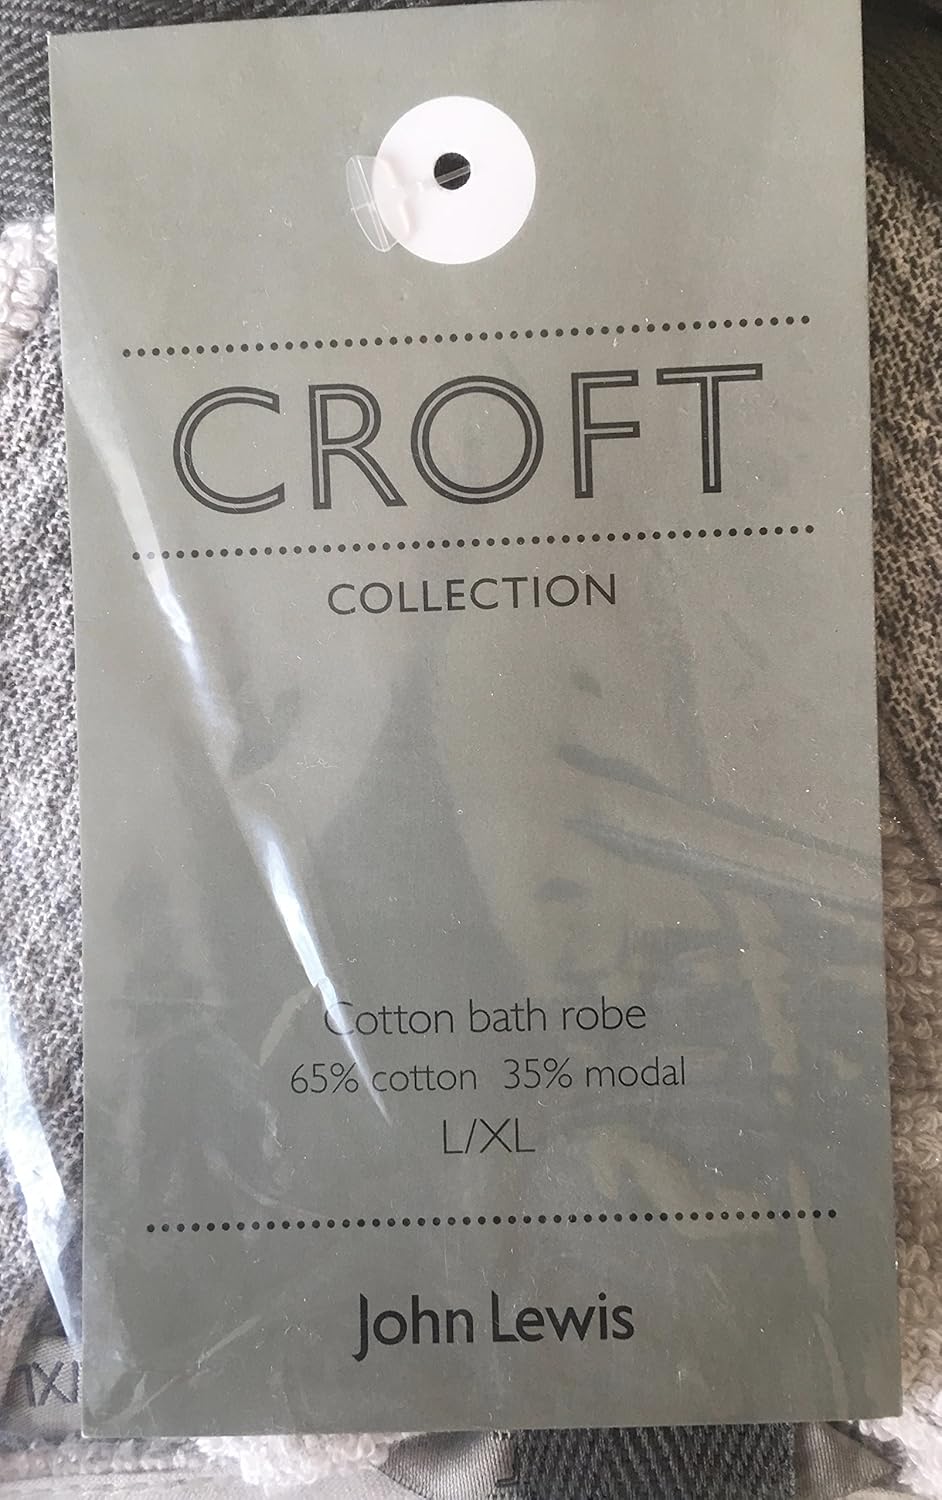 CROFT
COLLECTION
Cotton bath robe
65% cotton 35% modal
L/XL
John Lewis